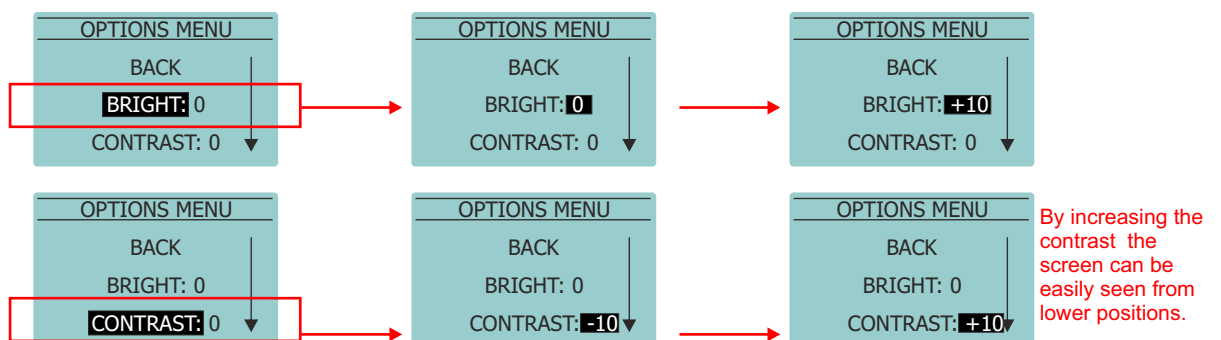 OPTIONS MENU
BACK
BRIGHT: 0
CONTRAST: 0
OPTIONS MENU
BACK
BRIGHT: 0
CONTRAST: 0
OPTIONS MENU
BACK
BRIGHT: +10
CONTRAST: 0
OPTIONS MENU
BACK
BRIGHT: 0
CONTRAST: 0
OPTIONS MENU
BACK
BRIGHT: 0
CONTRAST: -10
OPTIONS MENU
BACK
BRIGHT: 0
CONTRAST: +10
By increasing the
contrast the
screen can be
easily seen from
lower positions.